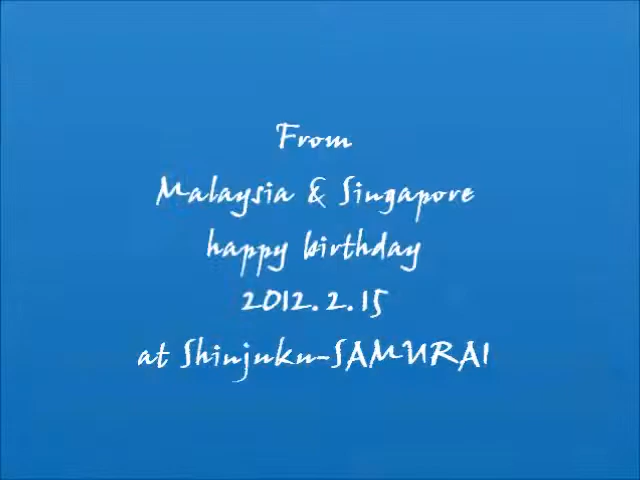 From
Malaysia & Singapore
happy birthday
2012.2.15
at Shinjuku-SAMURAI